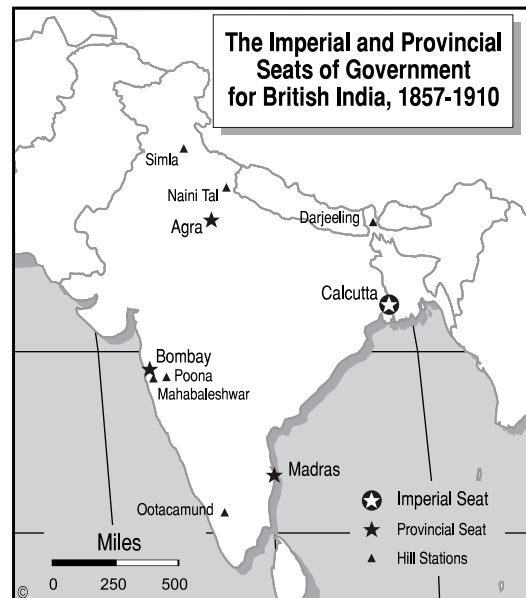 The Imperial and Provincial
Seats of Government
for British India, 1857-1910
Simla
Naini Tal
Agra
Darjeeling
Calcutta
Bombay
Poona
Mahabaleshwar
Madras
Ootacamund
Imperial Seat
Provincial Seat
Hill Stations
Miles
0 250 500
©